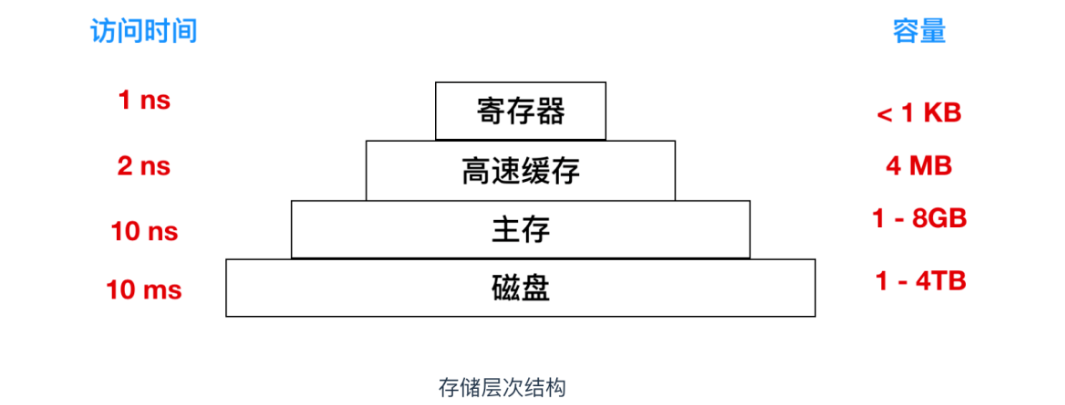 访问时间
容量
1 ns
寄存器
< 1 KB
2 ns
高速缓存
4 MB
10 ns
主存
1 - 8GB
10 ms
磁盘
1 - 4TB
存储层次结构